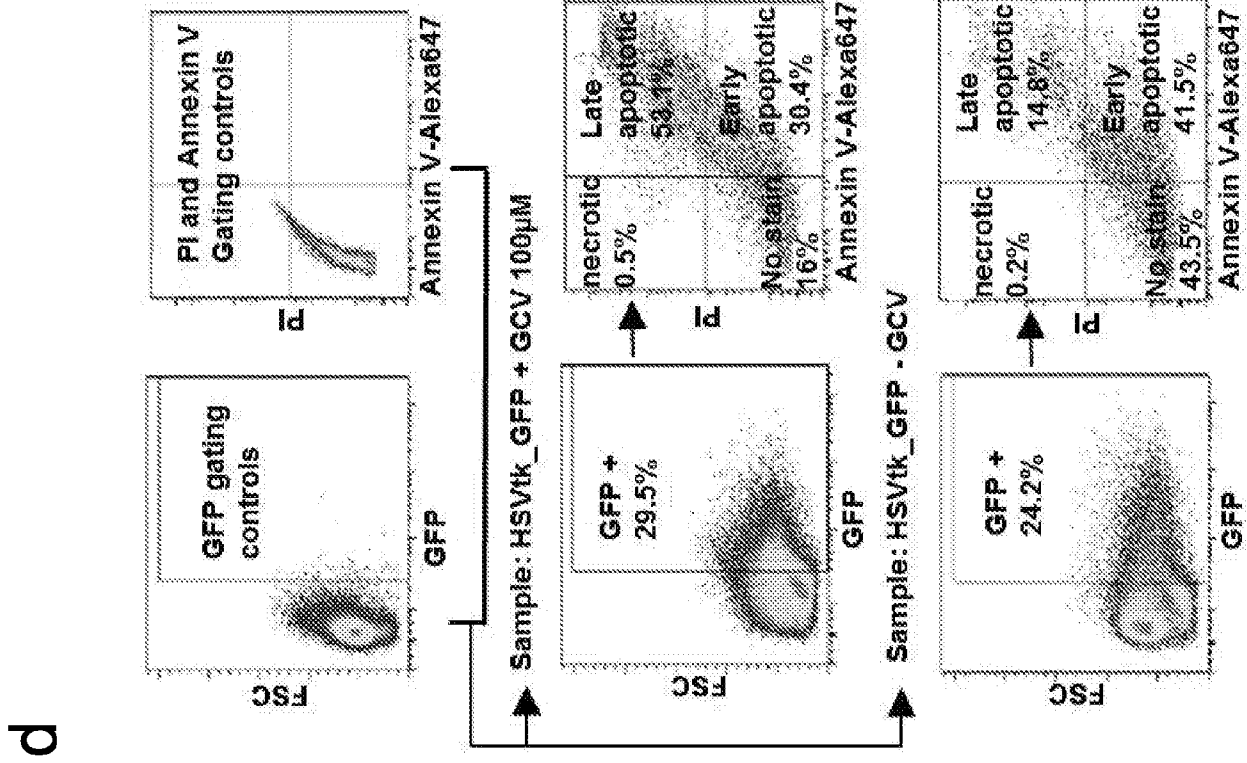 d
GFP gating
controls
FSC
GFP
PI and Annexin V
Gating controls
PI
Annexin V-Alexa647
Sample: HSVtk_GFP + GCV 100µM
GFP +
29.5%
FSC
GFP
necrotic
0.5%
Late
apoptotic
53.1%
No stain
16%
Early
apoptotic
30.4%
PI
Annexin V-Alexa647
Sample: HSVtk_GFP - GCV
GFP +
24.2%
FSC
GFP
necrotic
0.2%
Late
apoptotic
14.8%
No stain
43.5%
Early
apoptotic
41.5%
PI
Annexin V-Alexa647